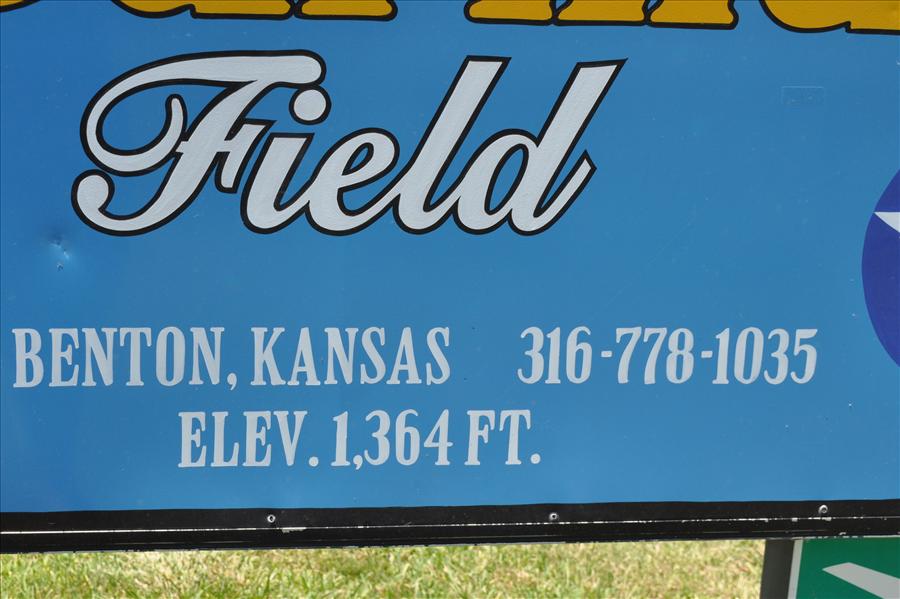 Field
BENTON, KANSAS 316-778-1035
ELEV. 1,364 FT.